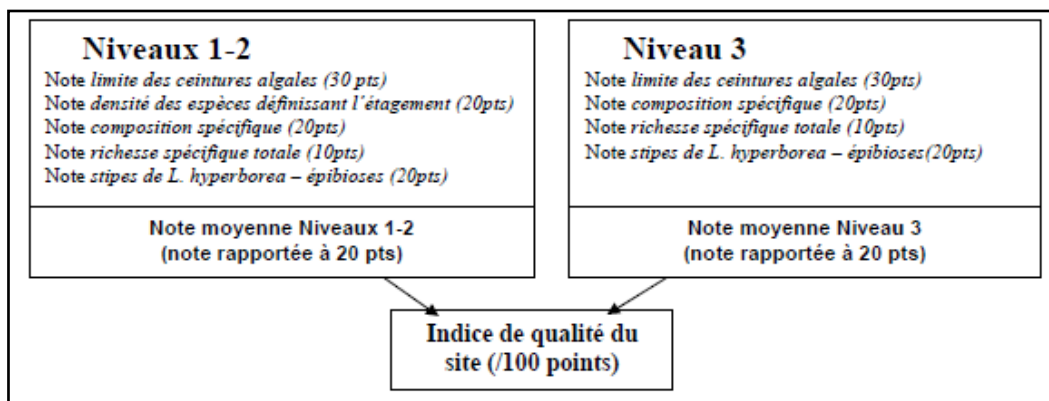 Niveaux 1-2
Note limite des ceintures algales (30 pts)
Note densité des espèces définissant l'étagement (20pts)
Note composition spécifique (20pts)
Note richesse spécifique totale (10pts)
Note stipes de L. hyperborea – épibioses (20pts)
Note moyenne Niveaux 1-2
(note rapportée à 20 pts)
Niveau 3
Note limite des ceintures algales (30pts)
Note composition spécifique (20pts)
Note richesse spécifique totale (10pts)
Note stipes de L. hyperborea – épibioses(20pts)
Note moyenne Niveau 3
(note rapportée à 20 pts)
Indice de qualité du
site (/100 points)